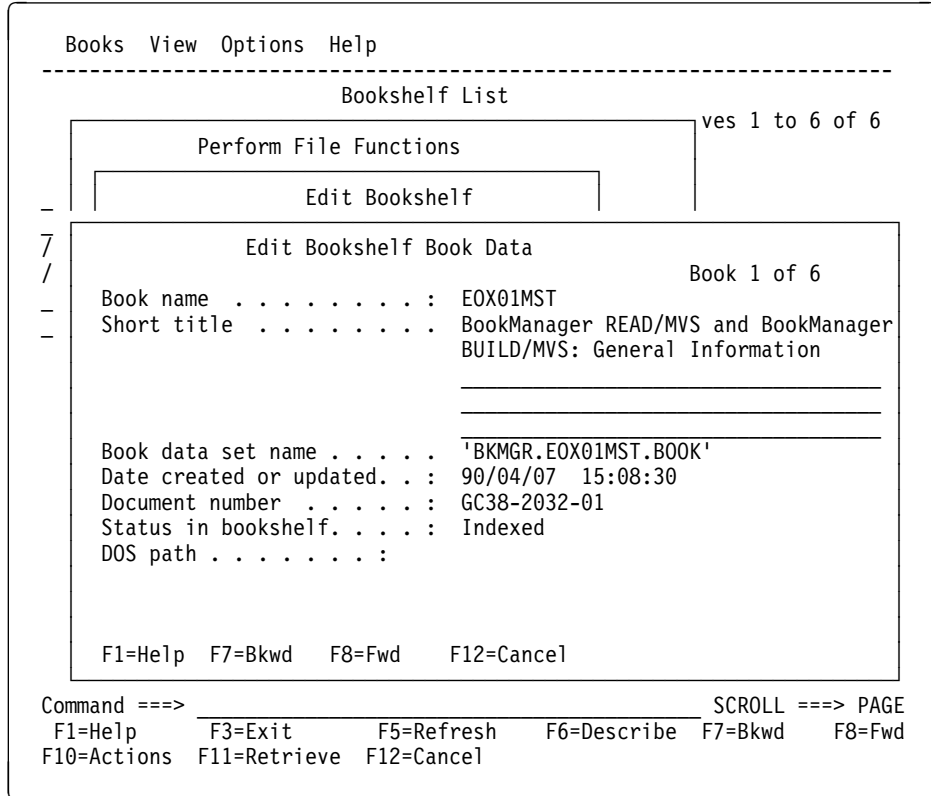 Books  View  Options  Help
Bookshelf List
ves 1 to 6 of 6
Perform File Functions
Edit Bookshelf
_
_
/ Edit Bookshelf Book Data
/ Book 1 of 6
_ Book name . . . . . . . . . : EOX01MST
_ Short title . . . . . . . . BookManager READ/MVS and BookManager
BUILD/MVS: General Information
Book data set name . . . . . 'BKMGR.EOX01MST.BOOK'
Date created or updated. . : 90/04/07  15:08:30
Document number . . . . . : GC38-2032-01
Status in bookshelf. . . . : Indexed
DOS path . . . . . . . :
F1=Help  F7=Bkwd  F8=Fwd  F12=Cancel
Command ===> SCROLL ===> PAGE
F1=Help  F3=Exit  F5=Refresh  F6=Describe  F7=Bkwd  F8=Fwd
F10=Actions  F11=Retrieve  F12=Cancel